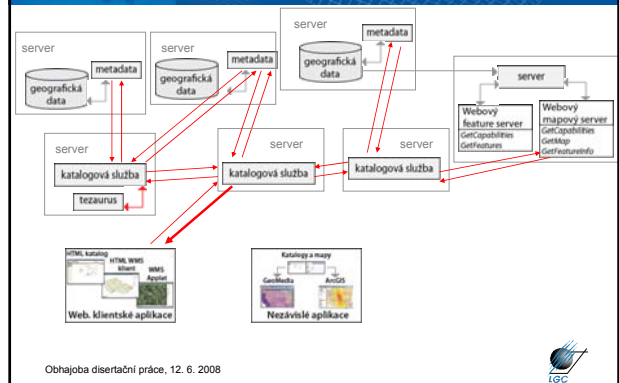 server
metadata
geografická
data
server
metadata
geografická
data
server
metadata
geografická
data
server
Webový
feature server
GetCapabilities
GetFeatures
Webový
mapový server
GetCapabilities
GetMap
GetFeatureInfo
server
katalogová služba
tezaurus
server
katalogová služba
server
katalogová služba
HTML katalog
HTML WMS
klient
WMS
Applet
Web. klientské aplikace
Katalogy a mapy
GeoMedia
ArcGIS
Nezávislé aplikace
Obhajoba disertační práce, 12. 6. 2008
LGC